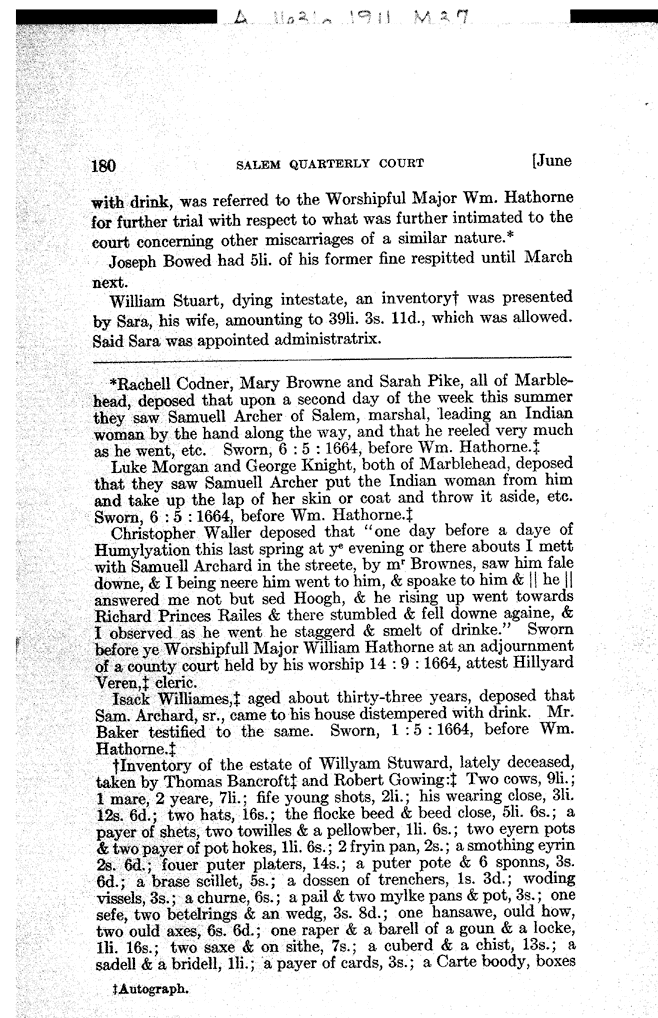 1911 M27
180 SALEM QUARTERLY COURT [June
with drink, was referred to the Worshipful Major Wm. Hathorne
for further trial with respect to what was further intimated to the
court concerning other miscarriages of a similar nature.*
Joseph Bowed had 5li. of his former fine respitted until March
next.
William Stuart, dying intestate, an inventory† was presented
by Sara, his wife, amounting to 39li. 3s. 11d., which was allowed.
Said Sara was appointed administratrix.
*Rachell Codner, Mary Browne and Sarah Pike, all of Marble-
head, deposed that upon a second day of the week this summer
they saw Samuell Archer of Salem, marshal, leading an Indian
woman by the hand along the way, and that he reeled very much
as he went, etc. Sworn, 6 : 5 : 1664, before Wm. Hathorne.‡
Luke Morgan and George Knight, both of Marblehead, deposed
that they saw Samuell Archer put the Indian woman from him
and take up the lap of her skin or coat and throw it aside, etc.
Sworn, 6 : 5 : 1664, before Wm. Hathorne.‡
Christopher Waller deposed that "one day before a daye of
Humylyation this last spring at yᵉ evening or there abouts I mett
with Samuell Archard in the streete, by mʳ Brownes, saw him fale
downe, & I being neere him went to him, & spoake to him & || he ||
answered me not but sed Hoogh, & he rising up went towards
Richard Princes Railes & there stumbled & fell downe againe, &
I observed as he went he staggerd & smelt of drinke." Sworn
before ye Worshipfull Major William Hathorne at an adjournment
of a county court held by his worship 14 : 9 : 1664, attest Hillyard
Veren,‡ cleric.
Isack Williames,‡ aged about thirty-three years, deposed that
Sam. Archard, sr., came to his house distempered with drink. Mr.
Baker testified to the same. Sworn, 1 : 5 : 1664, before Wm.
Hathorne.‡
†Inventory of the estate of Willyam Stuward, lately deceased,
taken by Thomas Bancroft‡ and Robert Gowing:‡ Two cows, 9li.;
1 mare, 2 yeare, 7li.; fife young shots, 2li.; his wearing close, 3li.
12s. 6d.; two hats, 16s.; the flocke beed & beed close, 5li. 6s.; a
payer of shets, two towilles & a pellowber, 1li. 6s.; two eyern pots
& two payer of pot hokes, 1li. 6s.; 2 fryin pan, 2s.; a smothing eyrin
2s. 6d.; fouer puter platers, 14s.; a puter pote & 6 sponns, 3s.
6d.; a brase scillet, 5s.; a dossen of trenchers, 1s. 3d.; woding
vissels, 3s.; a churne, 6s.; a pail & two mylke pans & pot, 3s.; one
sefe, two betelrings & an wedg, 3s. 8d.; one hansawe, ould how,
two ould axes, 6s. 6d.; one raper & a barell of a goun & a locke,
1li. 16s.; two saxe & on sithe, 7s.; a cuberd & a chist, 13s.; a
sadell & a bridell, 1li.; a payer of cards, 3s.; a Carte boody, boxes
‡Autograph.